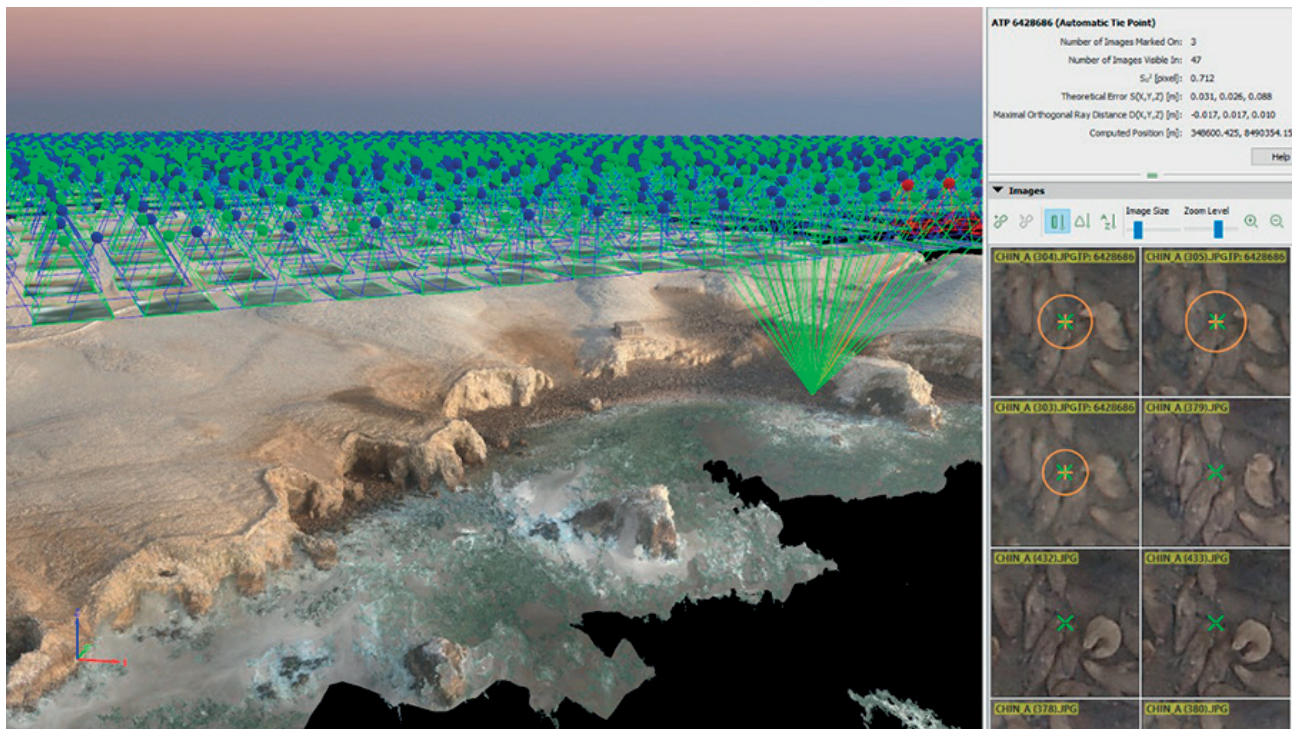 ATP 6428686 (Automatic Tie Point)
Number of Images Marked On: 3
Number of Images Visible In: 47
S₀² [pixel]: 0.712
Theoretical Error S(X,Y,Z) [m]: 0.031, 0.026, 0.088
Maximal Orthogonal Ray Distance D(X,Y,Z) [m]: -0.017, 0.017, 0.010
Computed Position [m]: 348600.425, 8490354.15
Help
Images
Image Size
Zoom Level
CHIN_A (304).JPGTP: 6428686
CHIN_A (305).JPGTP: 6428686
CHIN_A (303).JPGTP: 6428686
CHIN_A (379).JPG
CHIN_A (432).JPG
CHIN_A (433).JPG
CHIN_A (378).JPG
CHIN_A (380).JPG